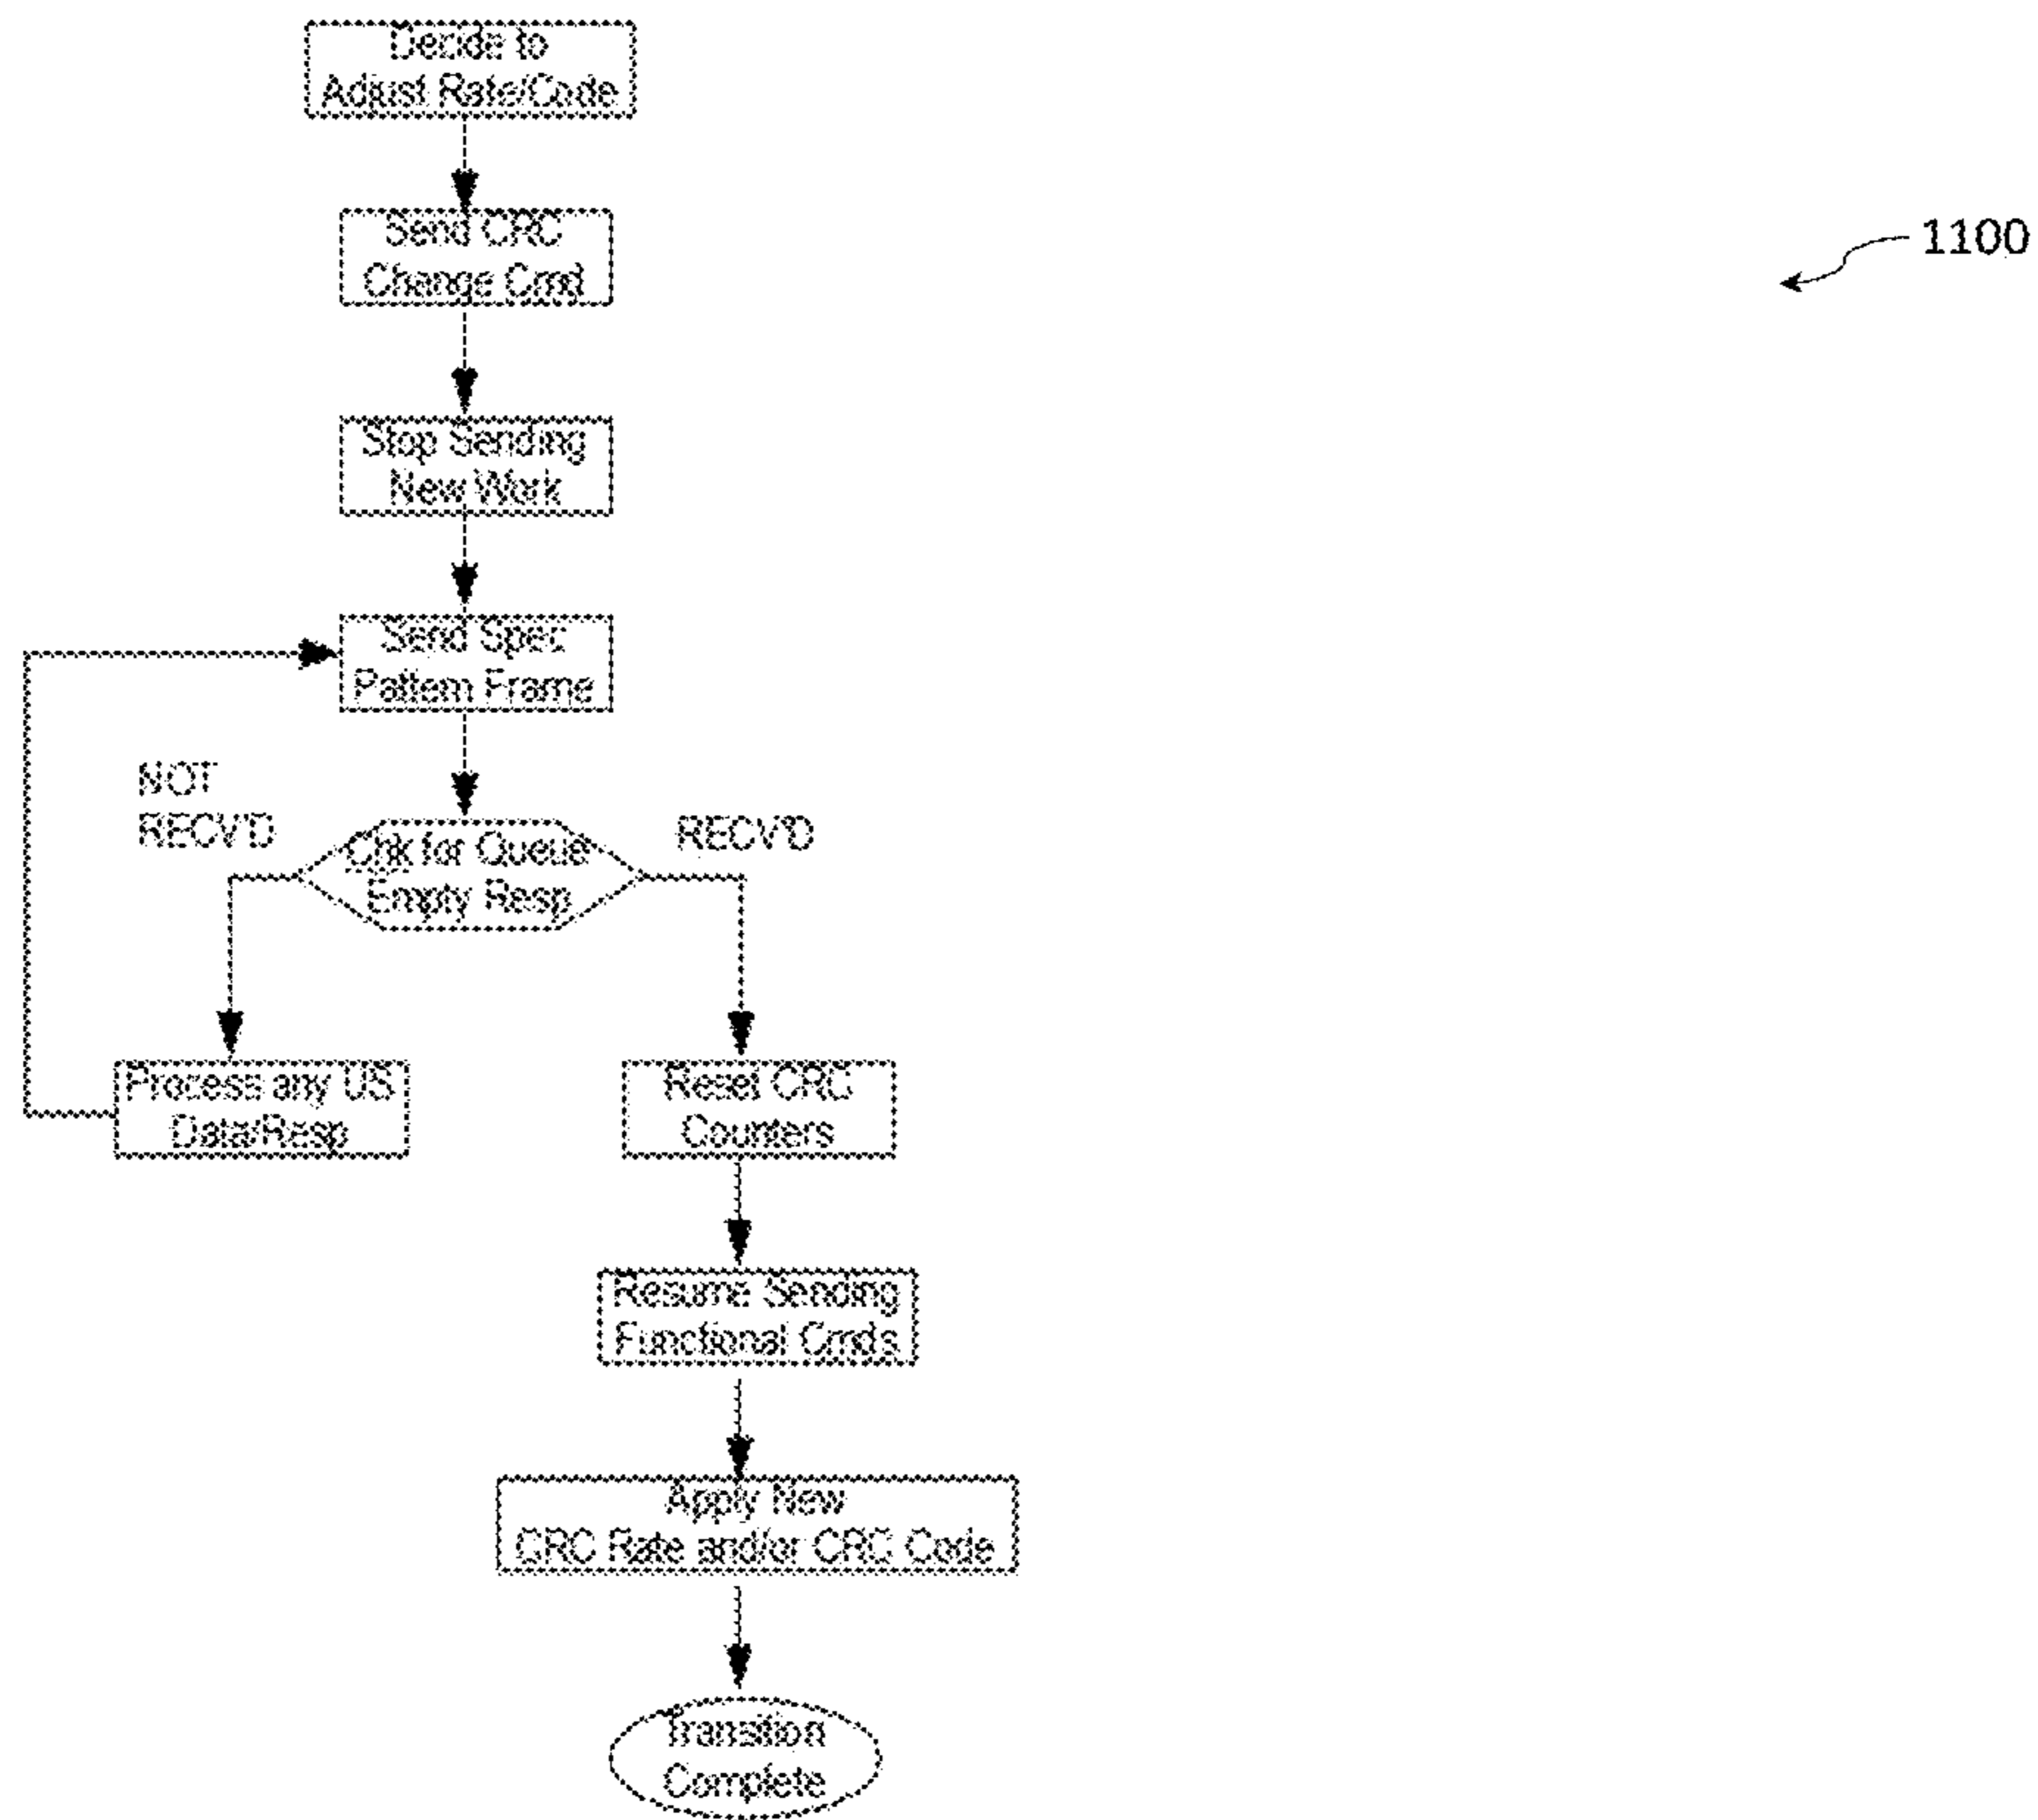 Decide to
Adjust Rate/Code
Send CRC
Change Cmd
1100
Stop Sending
New Work
Send Spec
Pattern Frame
NOT
RECV'D
Chk for Queue
Empty Resp
RECV'D
Process any US
Data/Resp
Reset CRC
Counters
Resume Sending
Functional Cmds
Apply New
CRC Rate and/or CRC Code
Transition
Complete